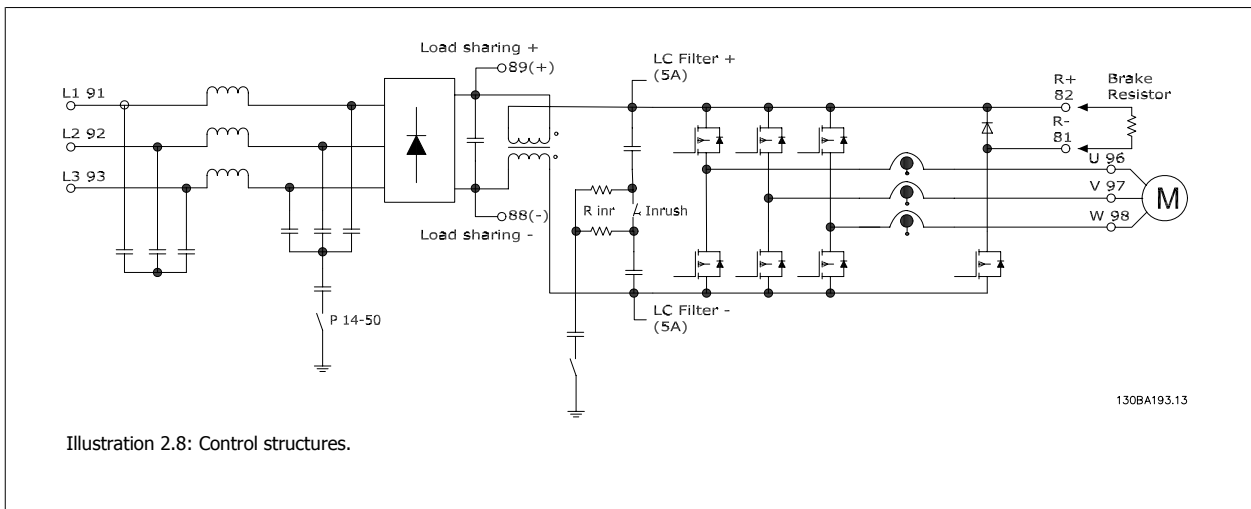 Load sharing +
89(+)
LC Filter +
(5A)
R+
82
Brake
Resistor
L1 91
R-
81
L2 92
U 96
L3 93
V 97
M
R inr
Inrush
88(-)
W 98
Load sharing -
LC Filter -
(5A)
P 14-50
130BA193.13
Illustration 2.8: Control structures.